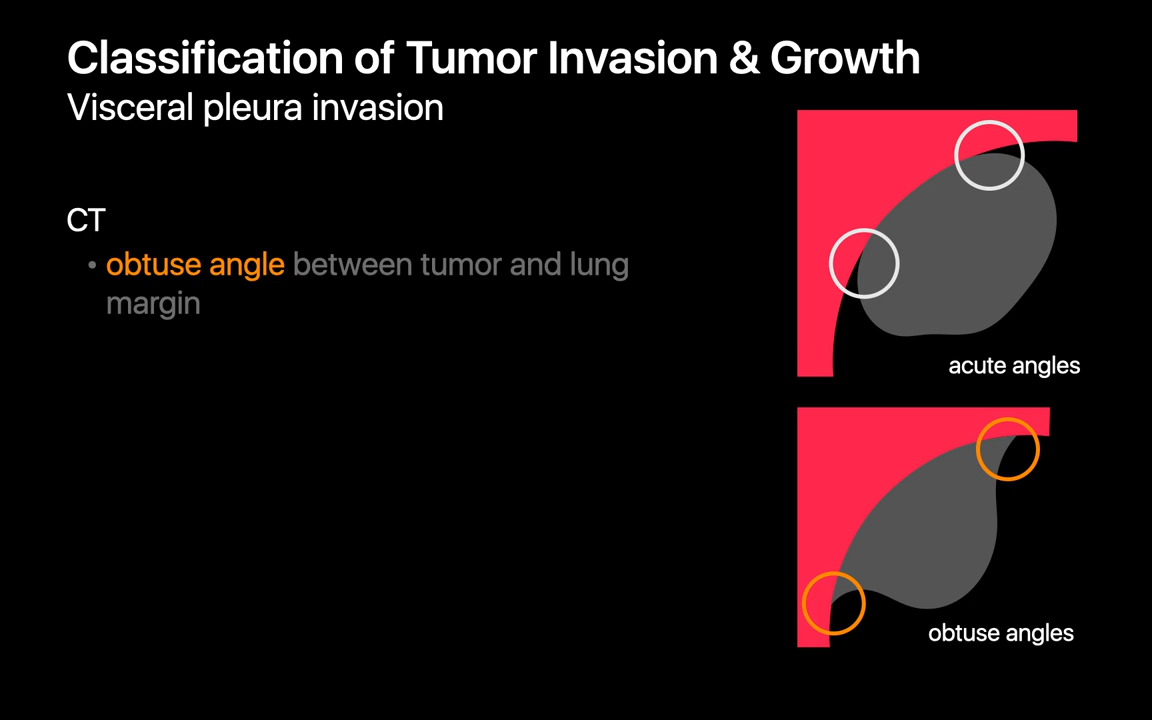 Classification of Tumor Invasion & Growth
Visceral pleura invasion
CT
• obtuse angle between tumor and lung
margin
acute angles
obtuse angles